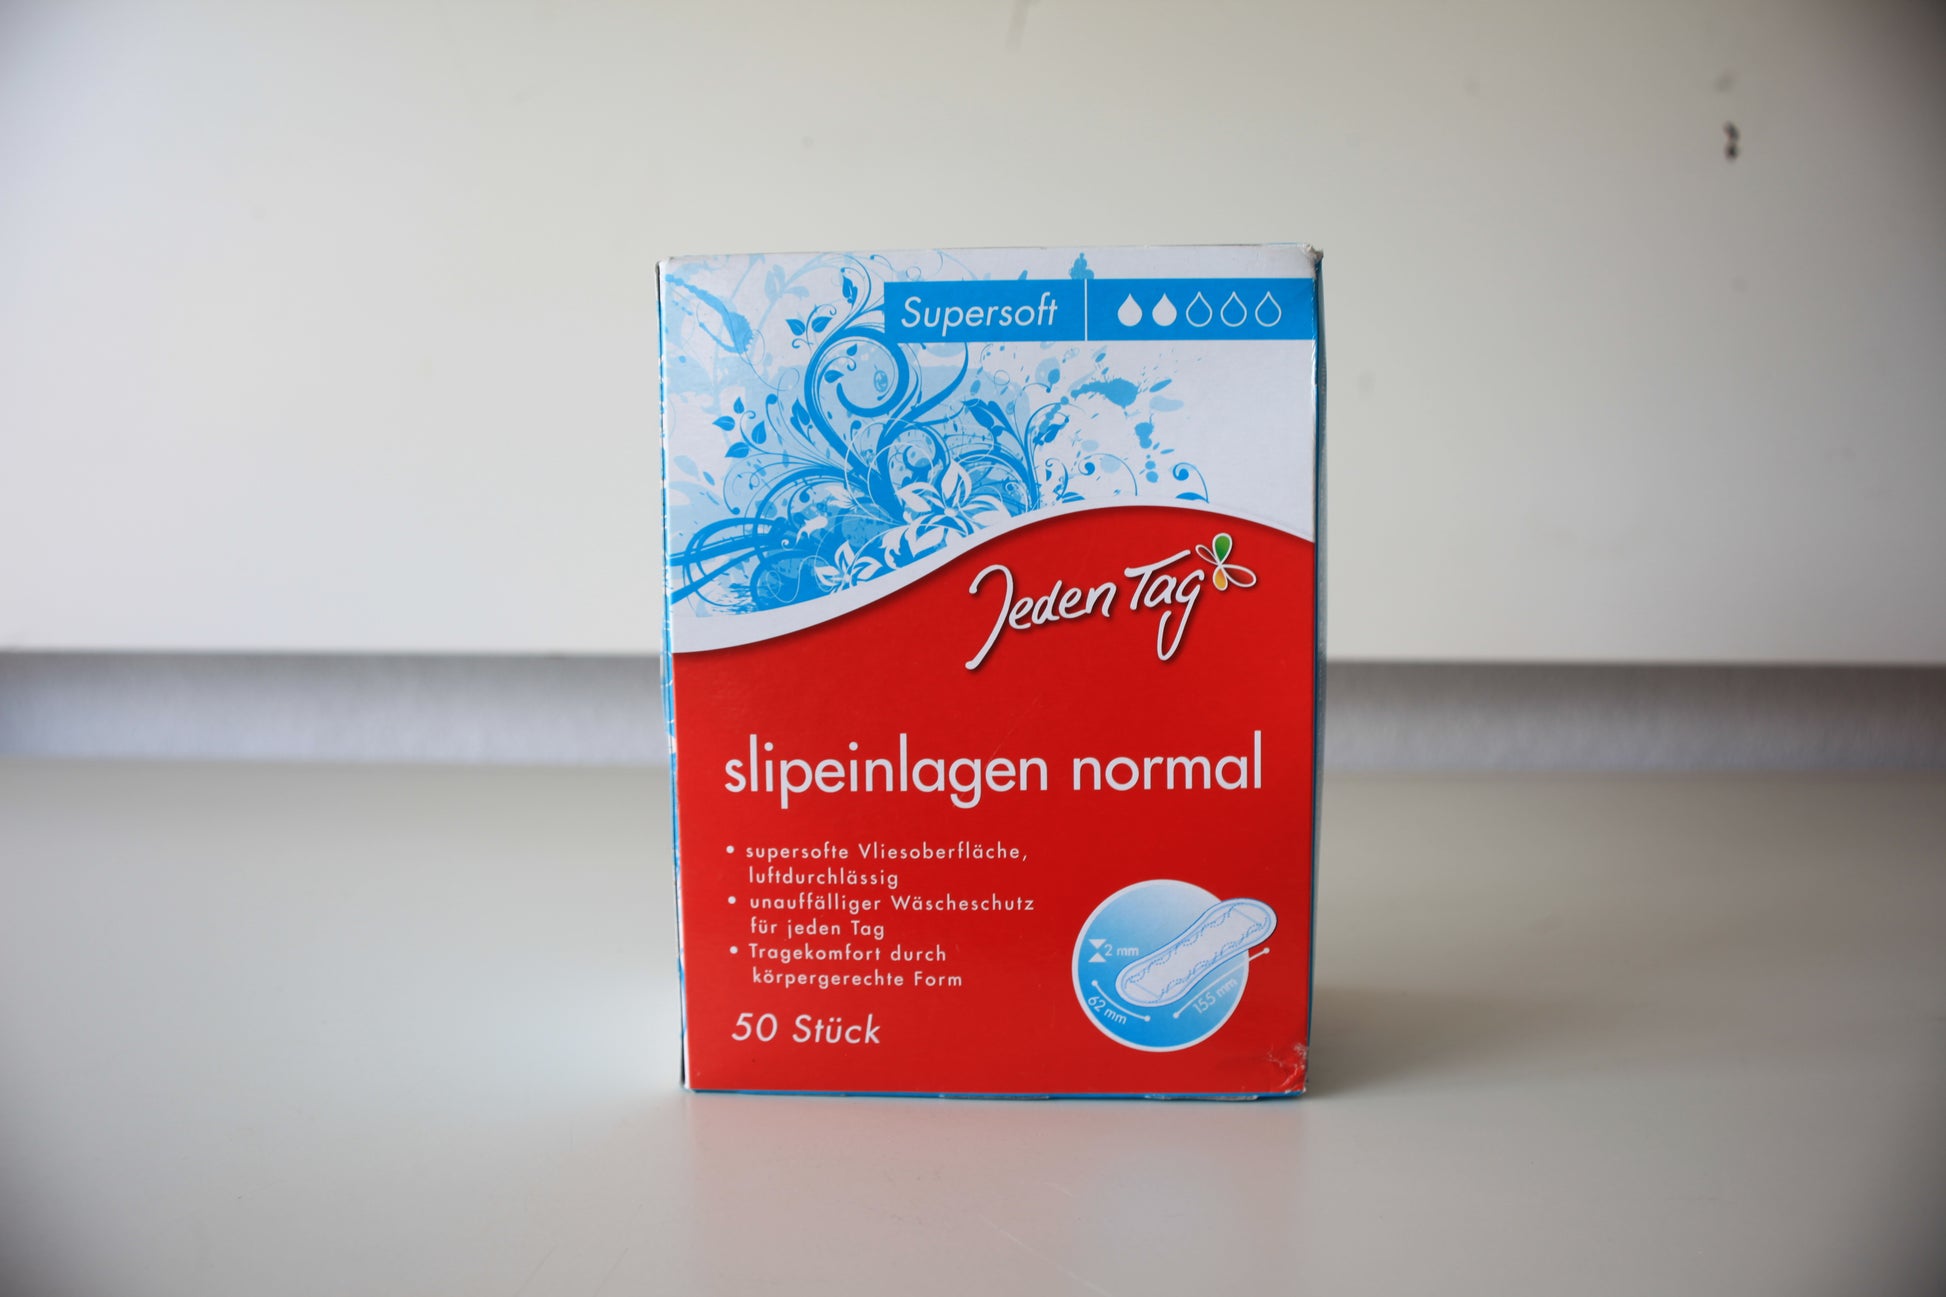 Supersoft
Jeden Tag
slipeinlagen normal
• supersofte Vliesoberfläche,
luftdurchlässig
• unauffälliger Wäscheschutz
für jeden Tag
• Tragekomfort durch
körpergerechte Form
2 mm
62 mm
155 mm
50 Stück